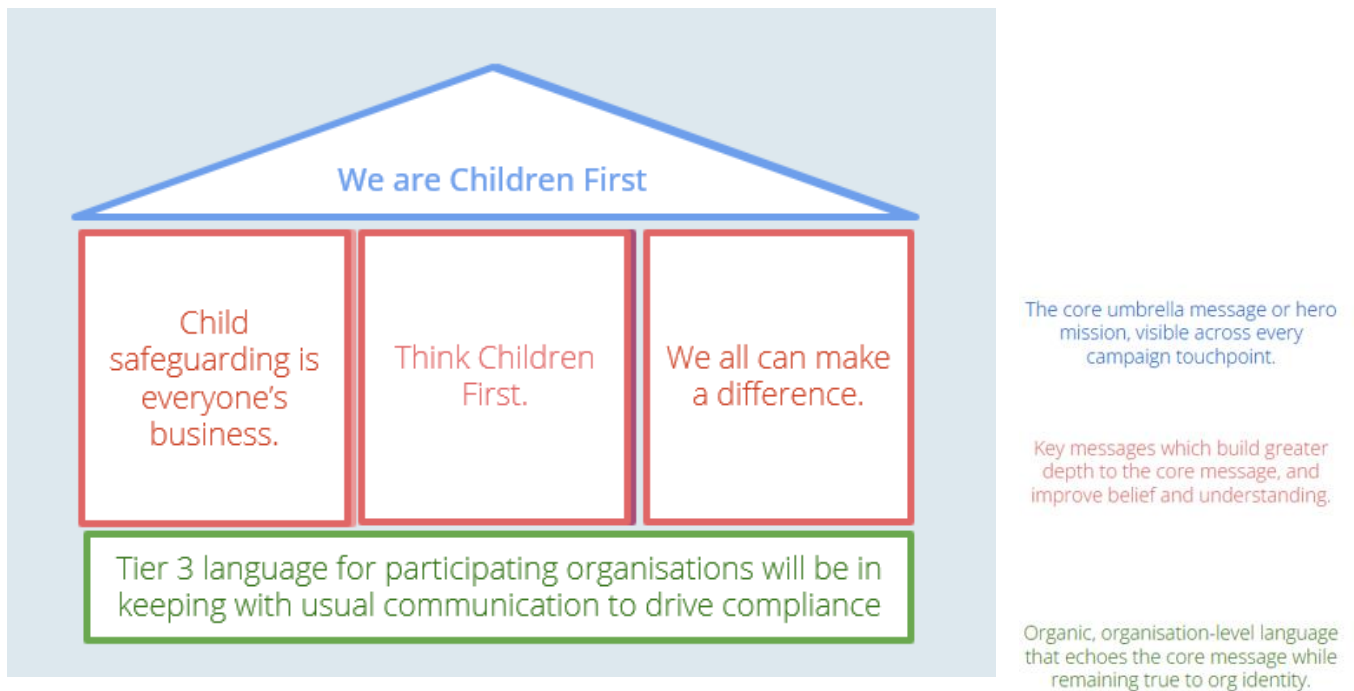 We are Children First
Child
safeguarding is
everyone's
business.
Think Children
First.
We all can make
a difference.
Tier 3 language for participating organisations will be in
keeping with usual communication to drive compliance
The core umbrella message or hero
mission, visible across every
campaign touchpoint.
Key messages which build greater
depth to the core message, and
improve belief and understanding.
Organic, organisation-level language
that echoes the core message while
remaining true to org identity.